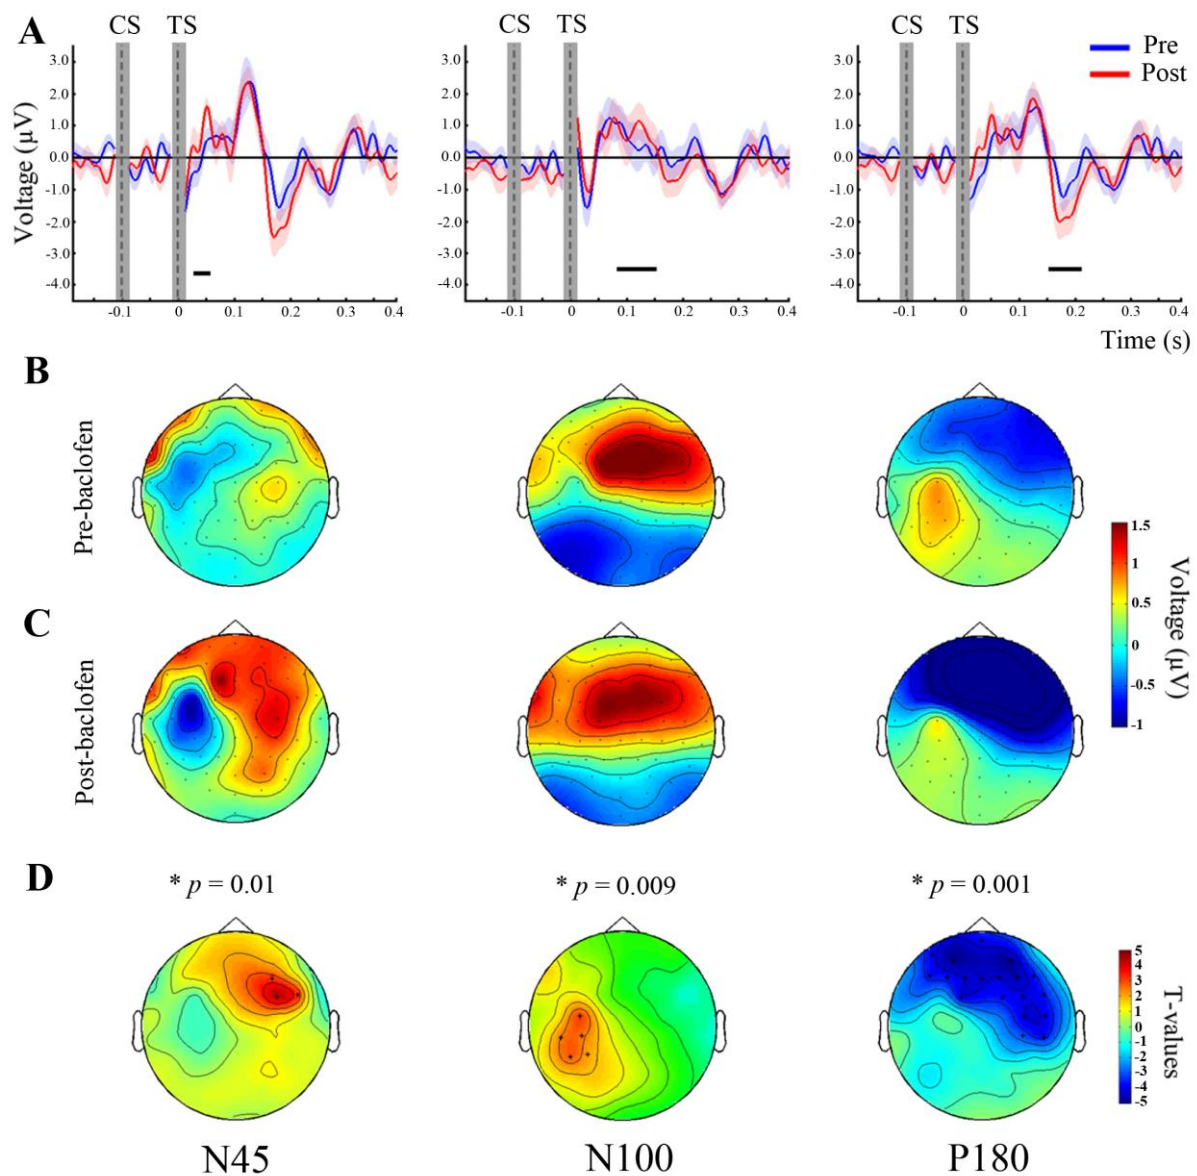 A
CS TS
CS TS
CS TS
Pre
Post
Voltage (µV)
3.0 3.0 3.0
2.0 2.0 2.0
1.0 1.0 1.0
0.0 0.0 0.0
-1.0 -1.0 -1.0
2.0 2.0 2.0
-3.0 -3.0 -3.0
-4.0 -4.0 -4.0
-0.1 0 0.1 0.2 0.3 0.4
-0.1 0 0.1 0.2 0.3 0.4
-0.1 0 0.1 0.2 0.3 0.4
Time (s)
B
Pre-baclofen
C
Post-baclofen
1.5
1
0.5
0
-0.5
-1
Voltage (µV)
D
* p = 0.01
* p = 0.009
* p = 0.001
5
4
3
2
1
0
-1
-2
-3
-4
-5
T-values
N45
N100
P180